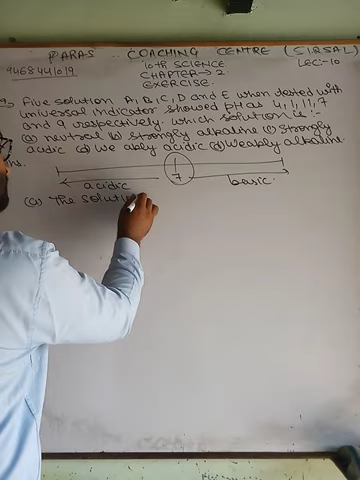 PARAS COACHING CENTRE (SIRSAL)
9468441019 10th SCIENCE LEC:-10
CHAPTER→2
EXERCISE.
Five solution A, B, C, D and E when tested with
universal indicator showed pH as 4, 1, 11, 7
and 9 respectively. which solution is :-
(a) neutral (b) strongly alkaline (c) strongly
acidic (d) we akly acidic (d) weakly alkaline.
Ans.
7
acidic basic.
(a) The soluti